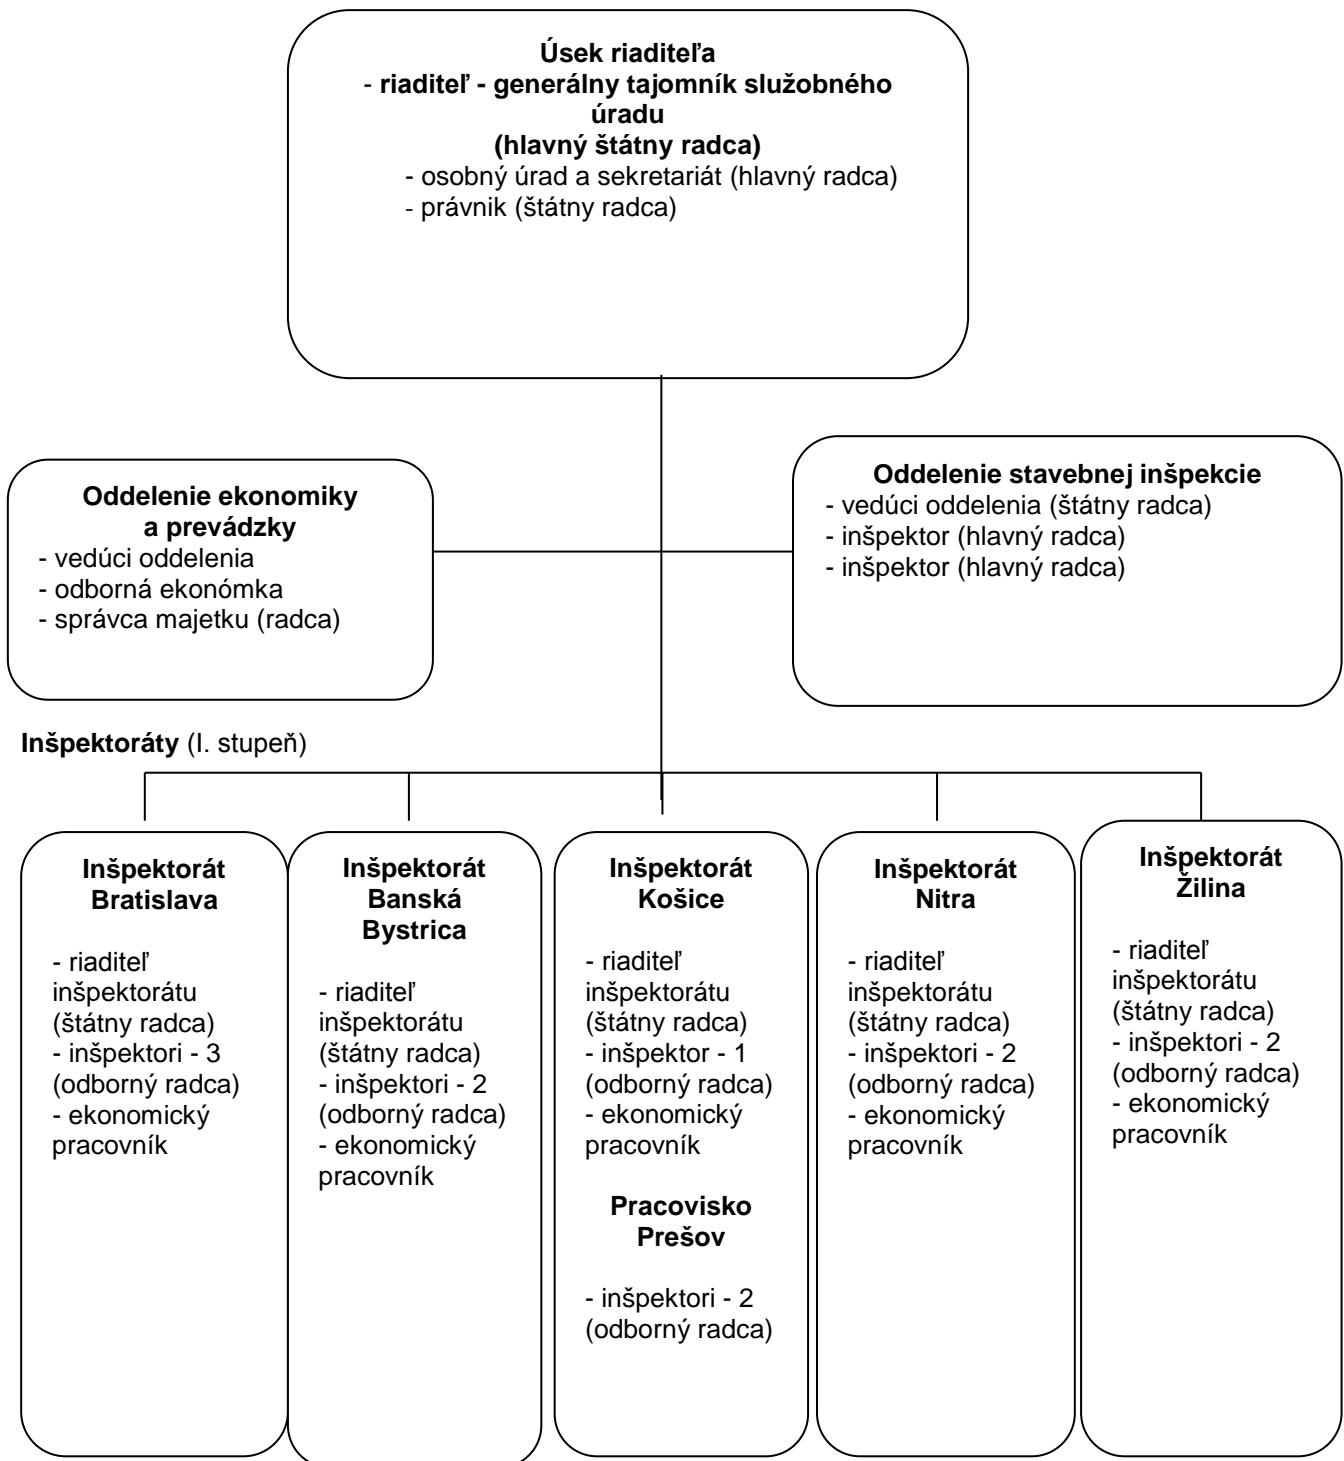 Úsek riaditeľa
- riaditeľ - generálny tajomník služobného
úradu
(hlavný štátny radca)
- osobný úrad a sekretariát (hlavný radca)
- právnik (štátny radca)
Oddelenie ekonomiky
a prevádzky
- vedúci oddelenia
- odborná ekonómka
- správca majetku (radca)
Oddelenie stavebnej inšpekcie
- vedúci oddelenia (štátny radca)
- inšpektor (hlavný radca)
- inšpektor (hlavný radca)
Inšpektoráty (I. stupeň)
Inšpektorát
Bratislava
- riaditeľ
inšpektorátu
(štátny radca)
- inšpektori - 3
(odborný radca)
- ekonomický
pracovník
Inšpektorát
Banská
Bystrica
- riaditeľ
inšpektorátu
(štátny radca)
- inšpektori - 2
(odborný radca)
- ekonomický
pracovník
Inšpektorát
Košice
- riaditeľ
inšpektorátu
(štátny radca)
- inšpektor - 1
(odborný radca)
- ekonomický
pracovník
Pracovisko
Prešov
- inšpektori - 2
(odborný radca)
Inšpektorát
Nitra
- riaditeľ
inšpektorátu
(štátny radca)
- inšpektori - 2
(odborný radca)
- ekonomický
pracovník
Inšpektorát
Žilina
- riaditeľ
inšpektorátu
(štátny radca)
- inšpektori - 2
(odborný radca)
- ekonomický
pracovník